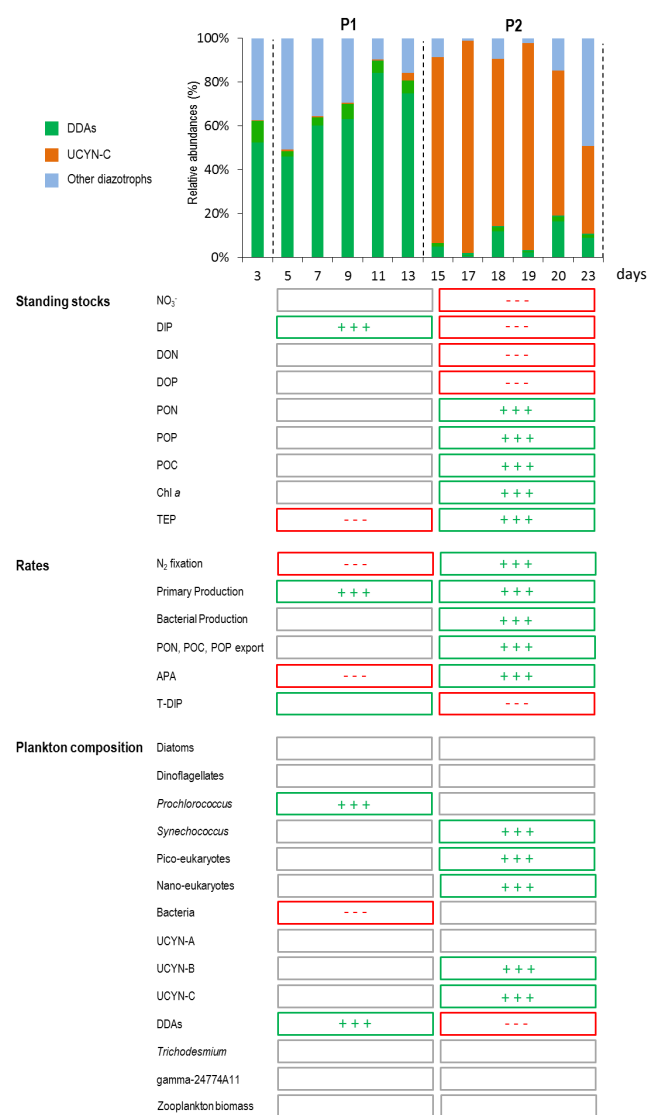 P1 P2
100%
80%
60%
40%
20%
0%
Relative abundances (%)
DDAs
UCYN-C
Other diazotrophs
3 5 7 9 11 13 15 17 18 19 20 23 days
Standing stocks NO₃⁻ - - -
DIP + + + - - -
DON - - -
DOP - - -
PON + + +
POP + + +
POC + + +
Chl a + + +
TEP - - - + + +
Rates N₂ fixation - - - + + +
Primary Production + + + + + +
Bacterial Production + + +
PON, POC, POP export + + +
APA - - - + + +
T-DIP - - -
Plankton composition Diatoms
Dinoflagellates
Prochlorococcus + + +
Synechococcus + + +
Pico-eukaryotes + + +
Nano-eukaryotes + + +
Bacteria - - -
UCYN-A
UCYN-B + + +
UCYN-C + + +
DDAs + + + - - -
Trichodesmium
gamma-24774A11
Zooplankton biomass